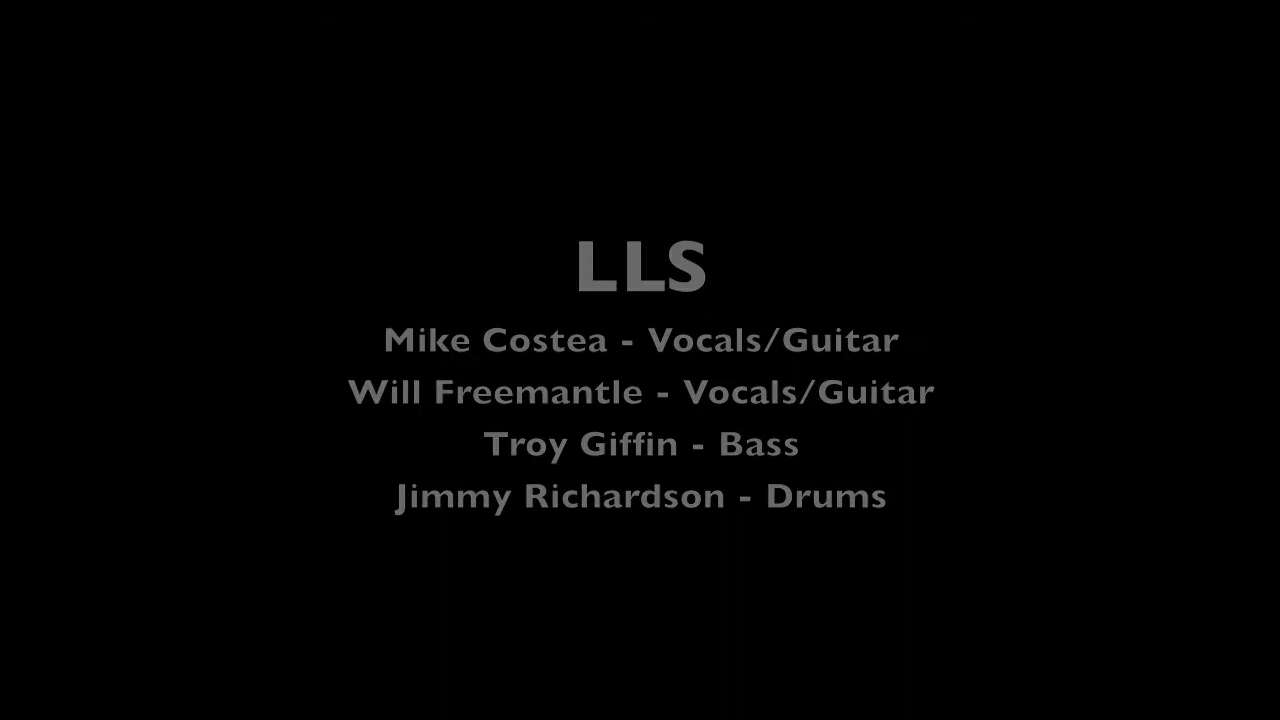 LLS
Mike Costea - Vocals/Guitar
Will Freemantle - Vocals/Guitar
Troy Giffin - Bass
Jimmy Richardson - Drums